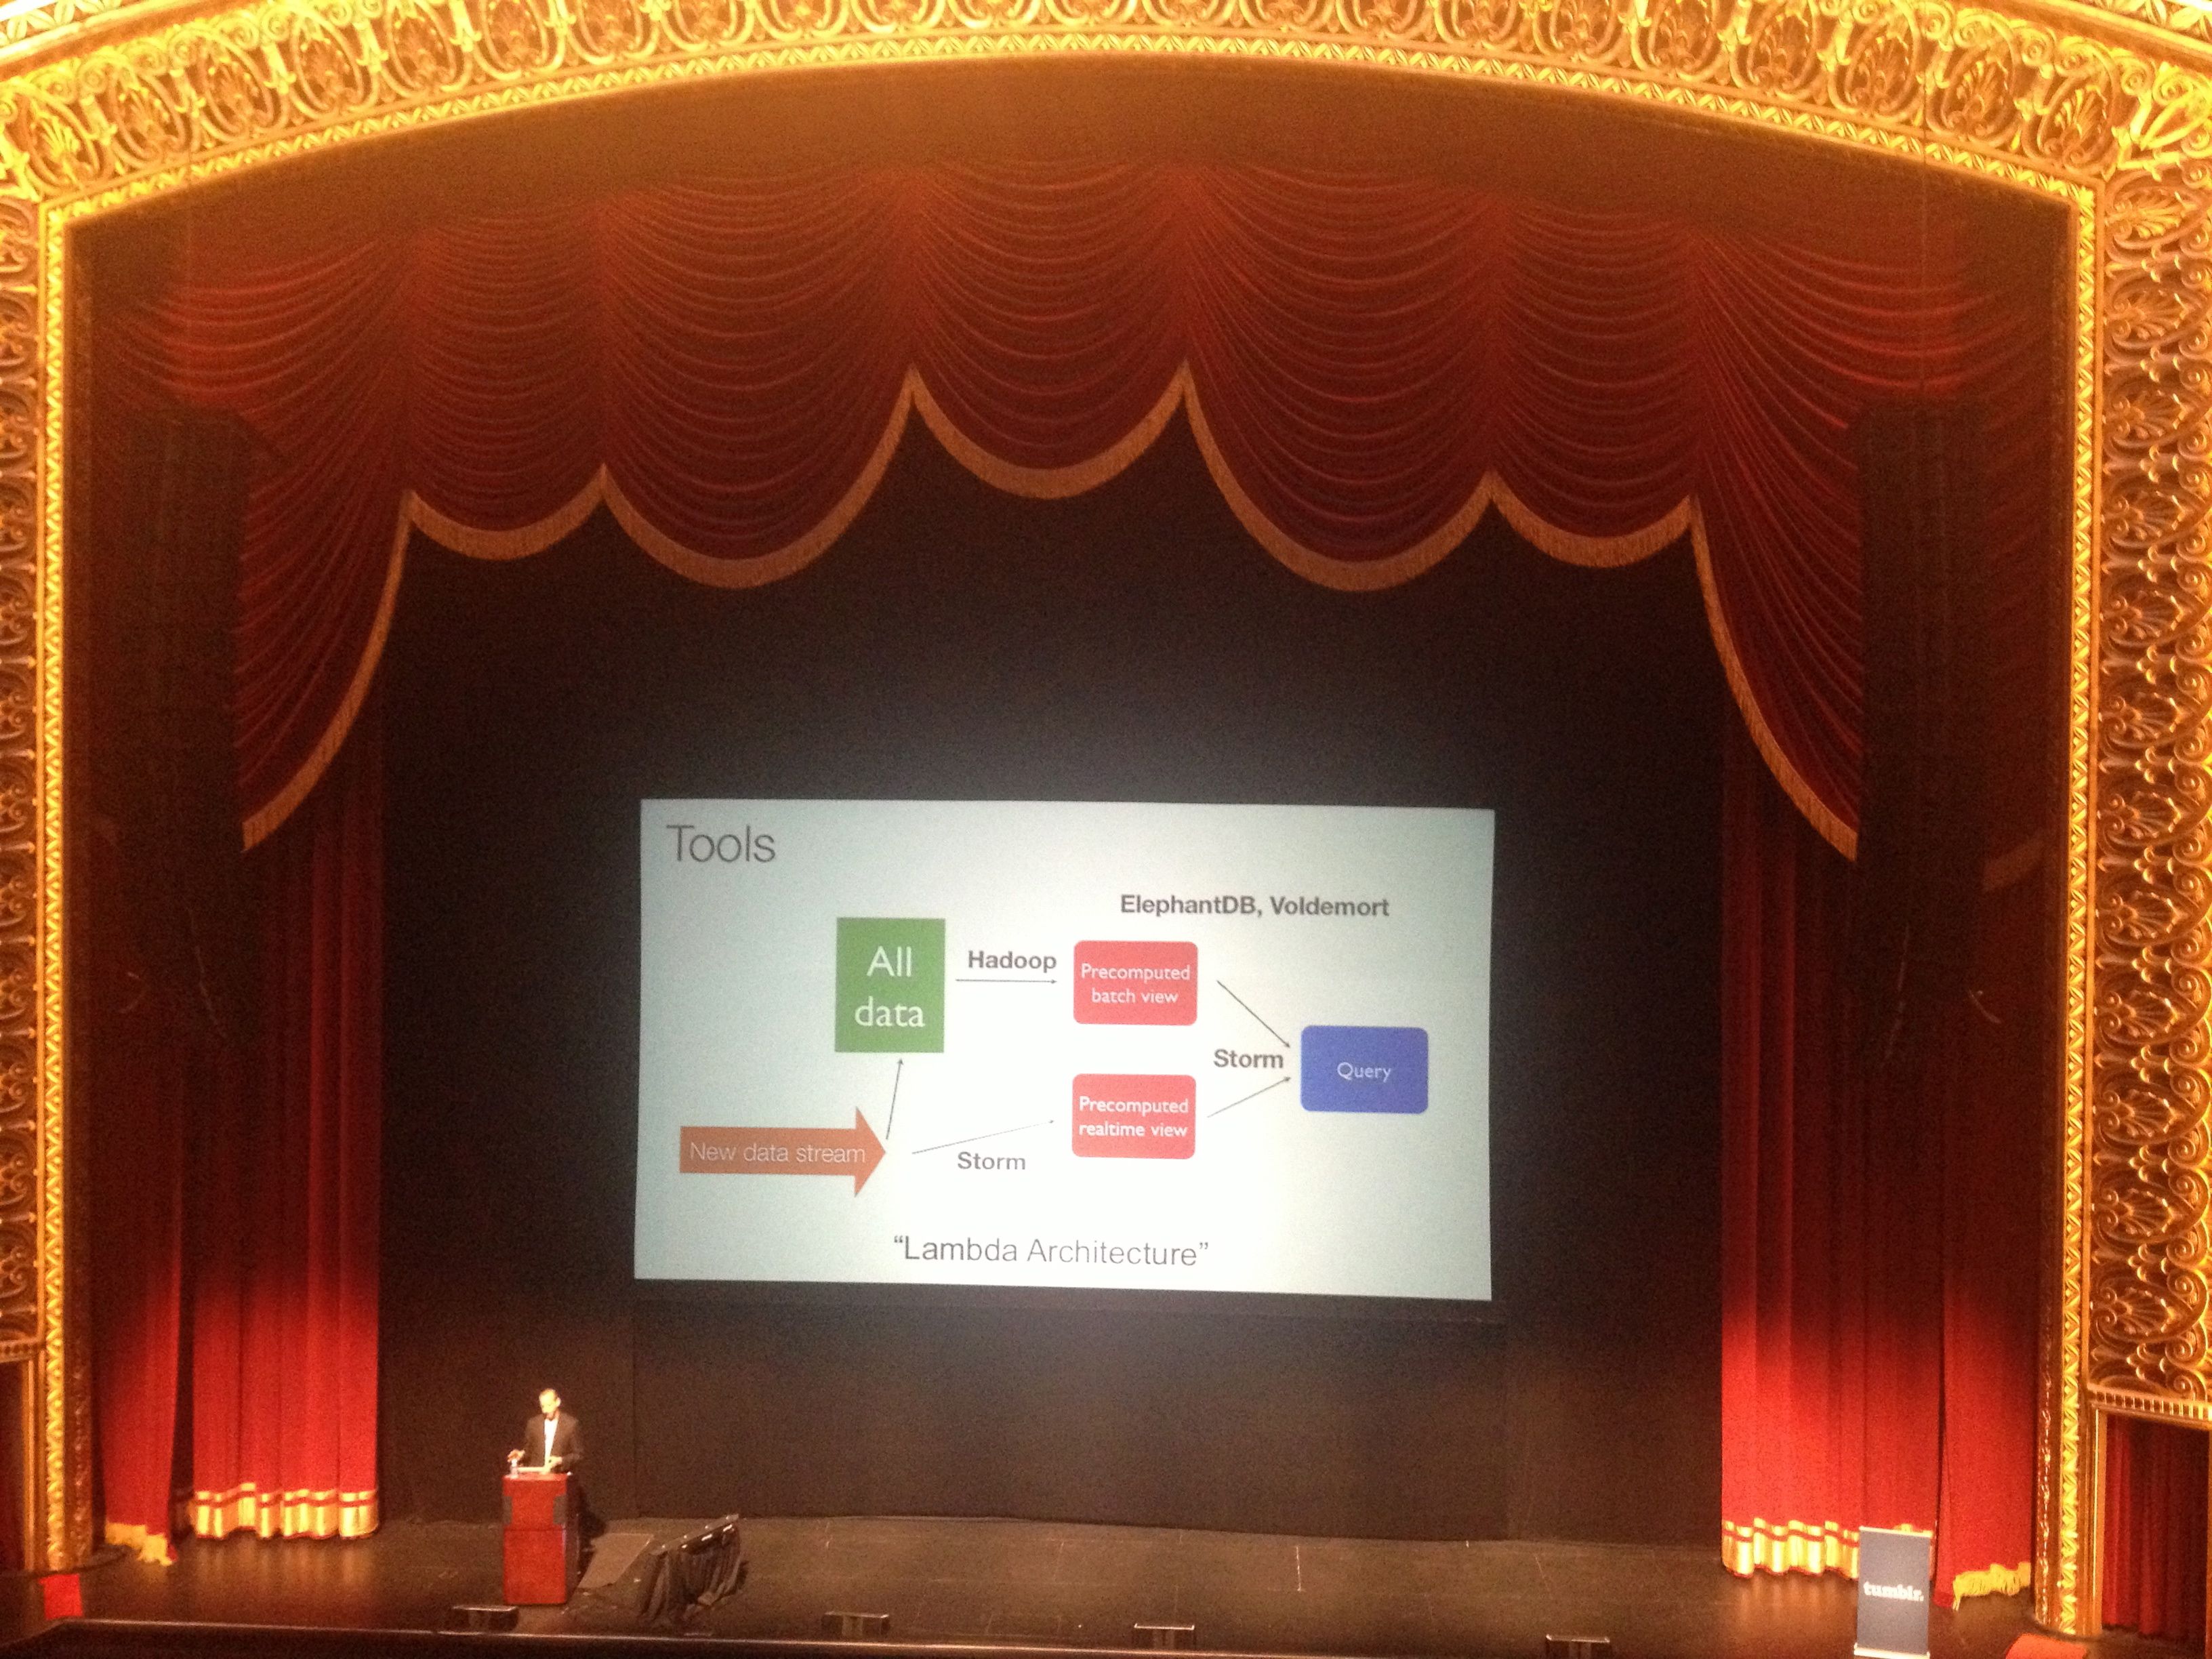 Tools
ElephantDB, Voldemort
All
data
Hadoop
Precomputed
batch view
Storm
Query
Precomputed
realtime view
New data stream
Storm
“Lambda Architecture”
tumblr.